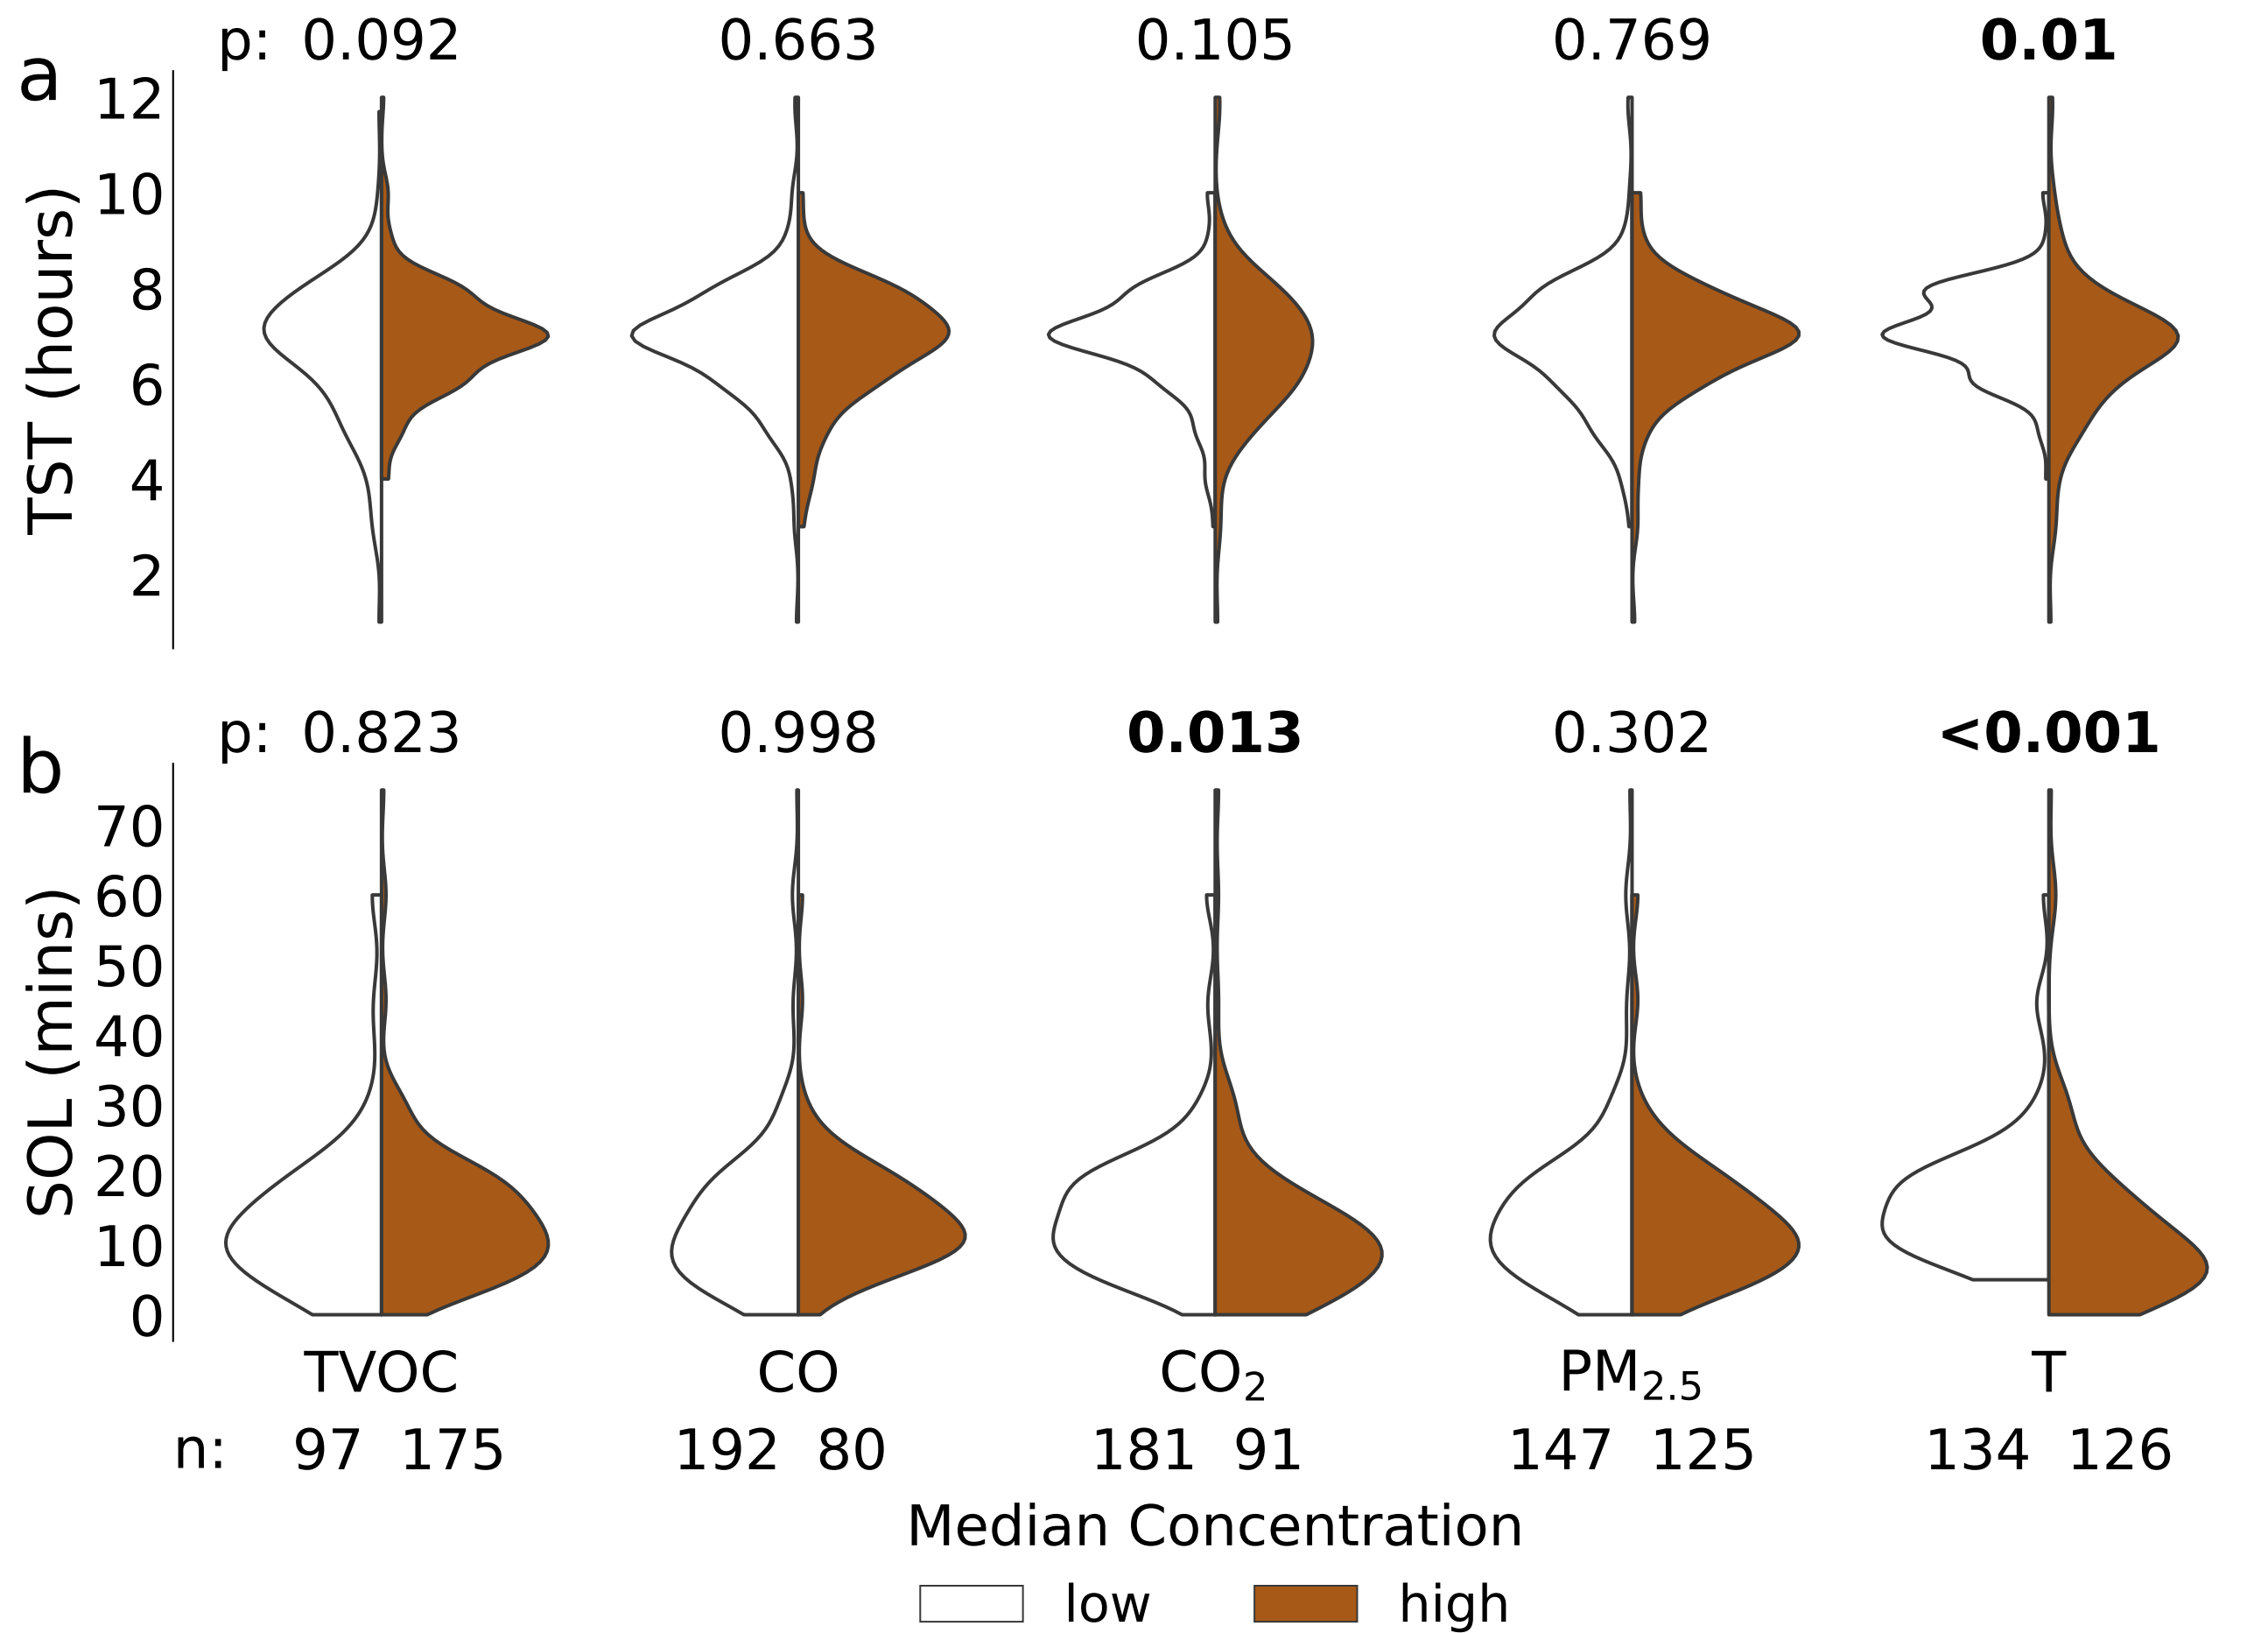 a
p: 0.092 0.663 0.105 0.769 0.01
TST (hours)
12
10
8
6
4
2
b
p: 0.823 0.998 0.013 0.302 <0.001
SOL (mins)
70
60
50
40
30
20
10
0
TVOC CO CO₂ PM₂.₅ T
n: 97 175 192 80 181 91 147 125 134 126
Median Concentration
low high